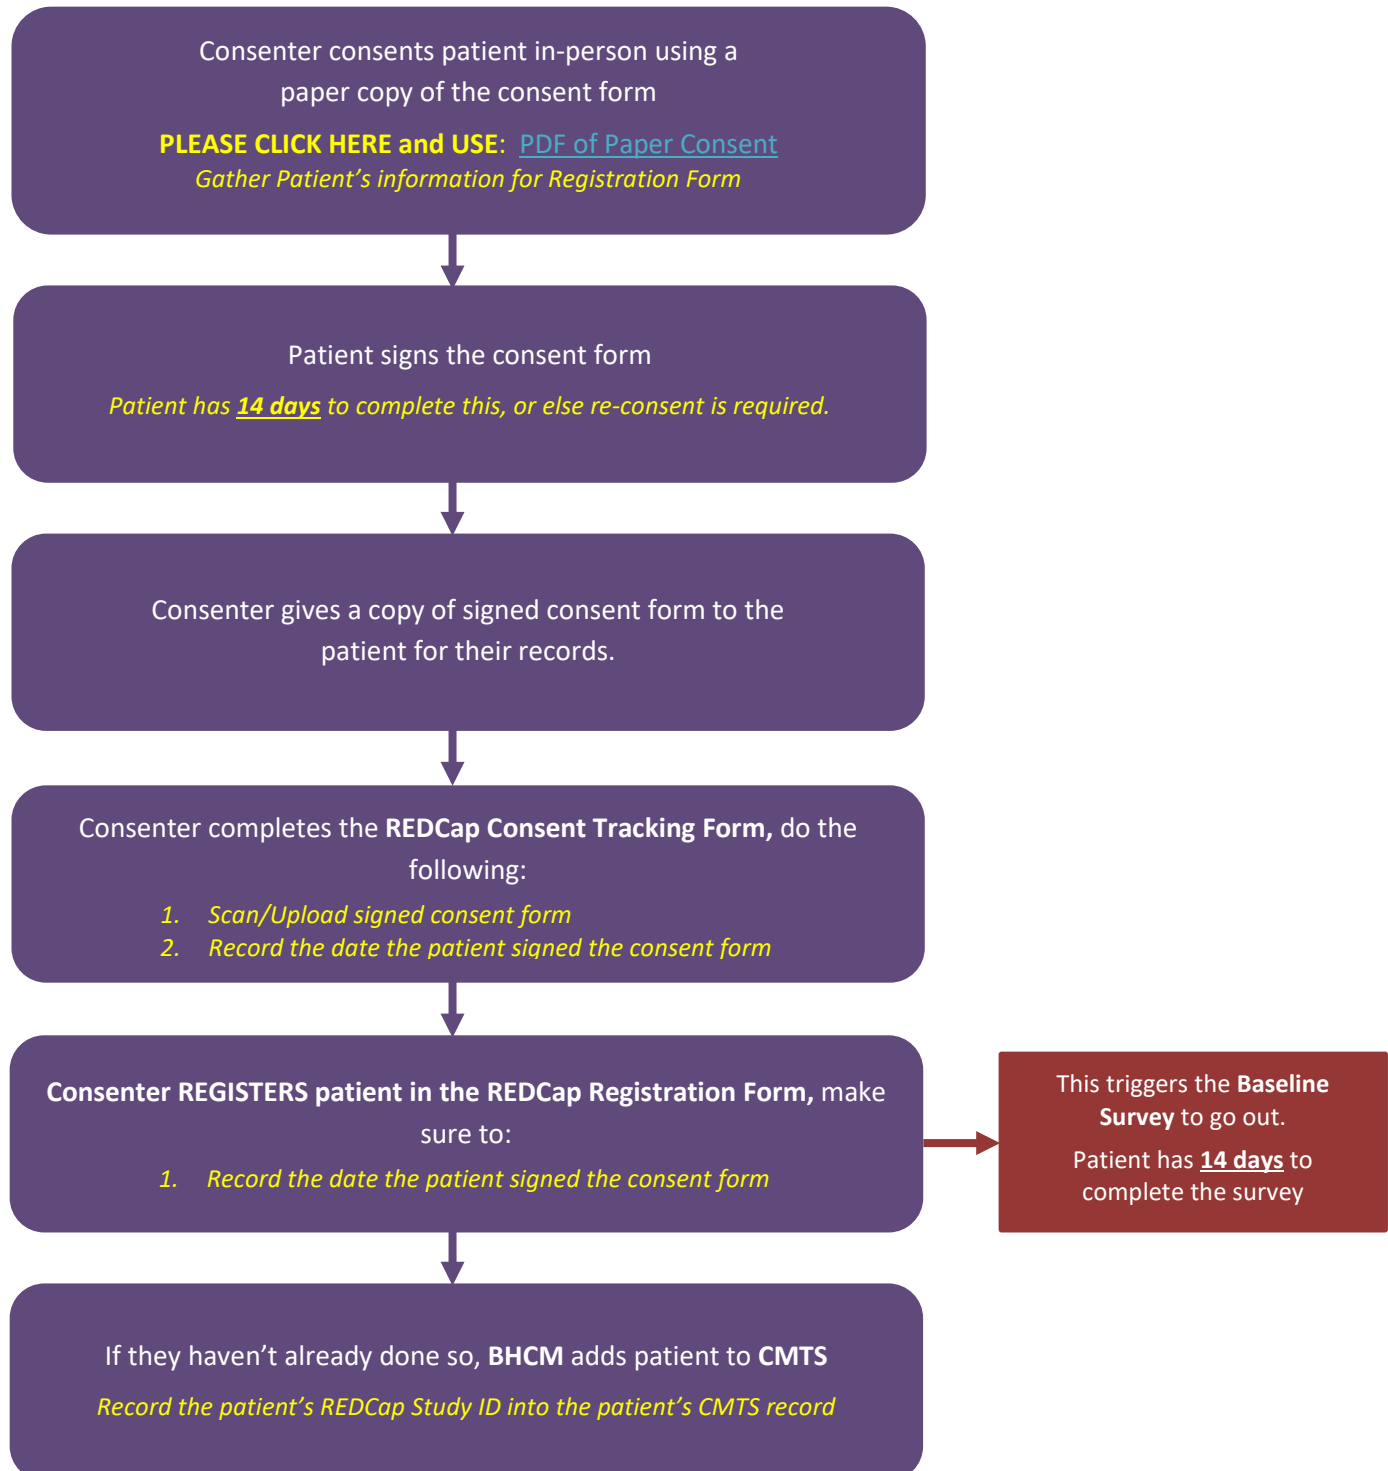 Consenter consents patient in-person using a
paper copy of the consent form
PLEASE CLICK HERE and USE: PDF of Paper Consent
Gather Patient’s information for Registration Form
Patient signs the consent form
Patient has 14 days to complete this, or else re-consent is required.
Consenter gives a copy of signed consent form to the
patient for their records.
Consenter completes the REDCap Consent Tracking Form, do the
following:
1. Scan/Upload signed consent form
2. Record the date the patient signed the consent form
Consenter REGISTERS patient in the REDCap Registration Form, make
sure to:
1. Record the date the patient signed the consent form
This triggers the Baseline
Survey to go out.
Patient has 14 days to
complete the survey
If they haven’t already done so, BHCM adds patient to CMTS
Record the patient’s REDCap Study ID into the patient’s CMTS record